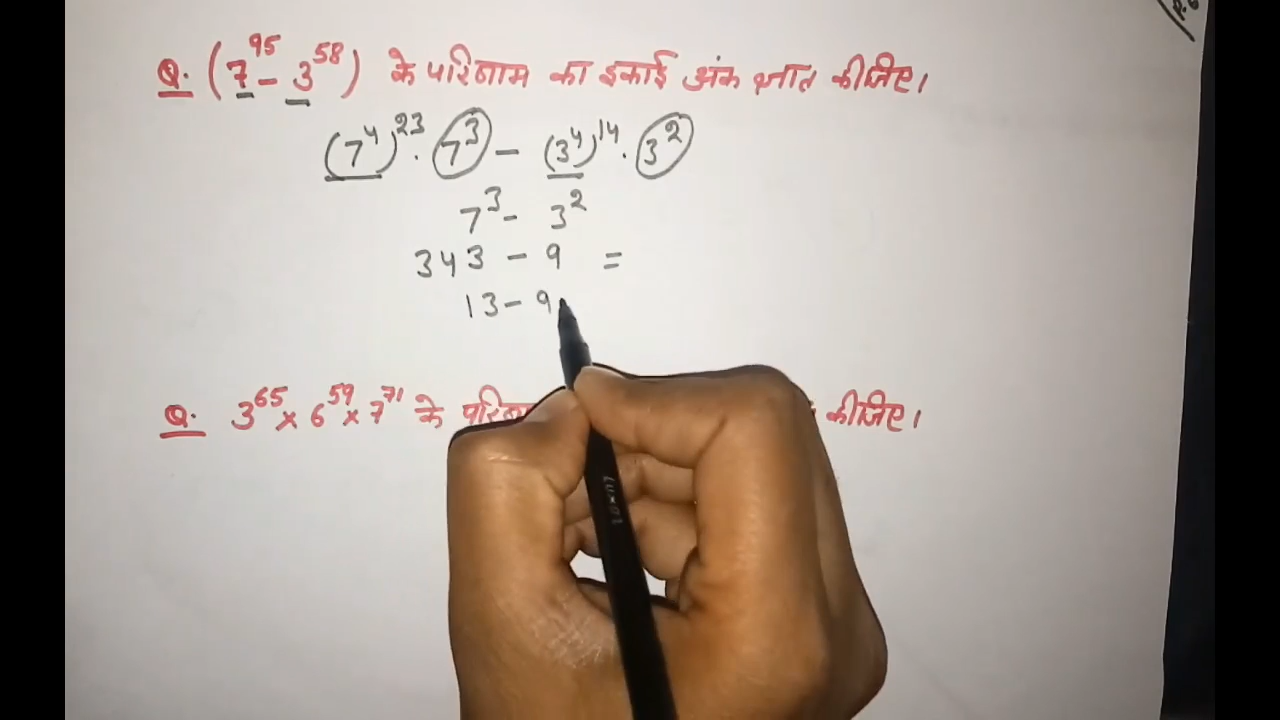 Q. (7^95 - 3^58) के परिणाम का इकाई अंक ज्ञात कीजिए।
(7^4)^23 . 7^3 - (3^4)^14 . 3^2
7^3 - 3^2
343 - 9 =
13 - 9
Q. 3^65 × 6^59 × 7^71 के कीजिए।
Luxor